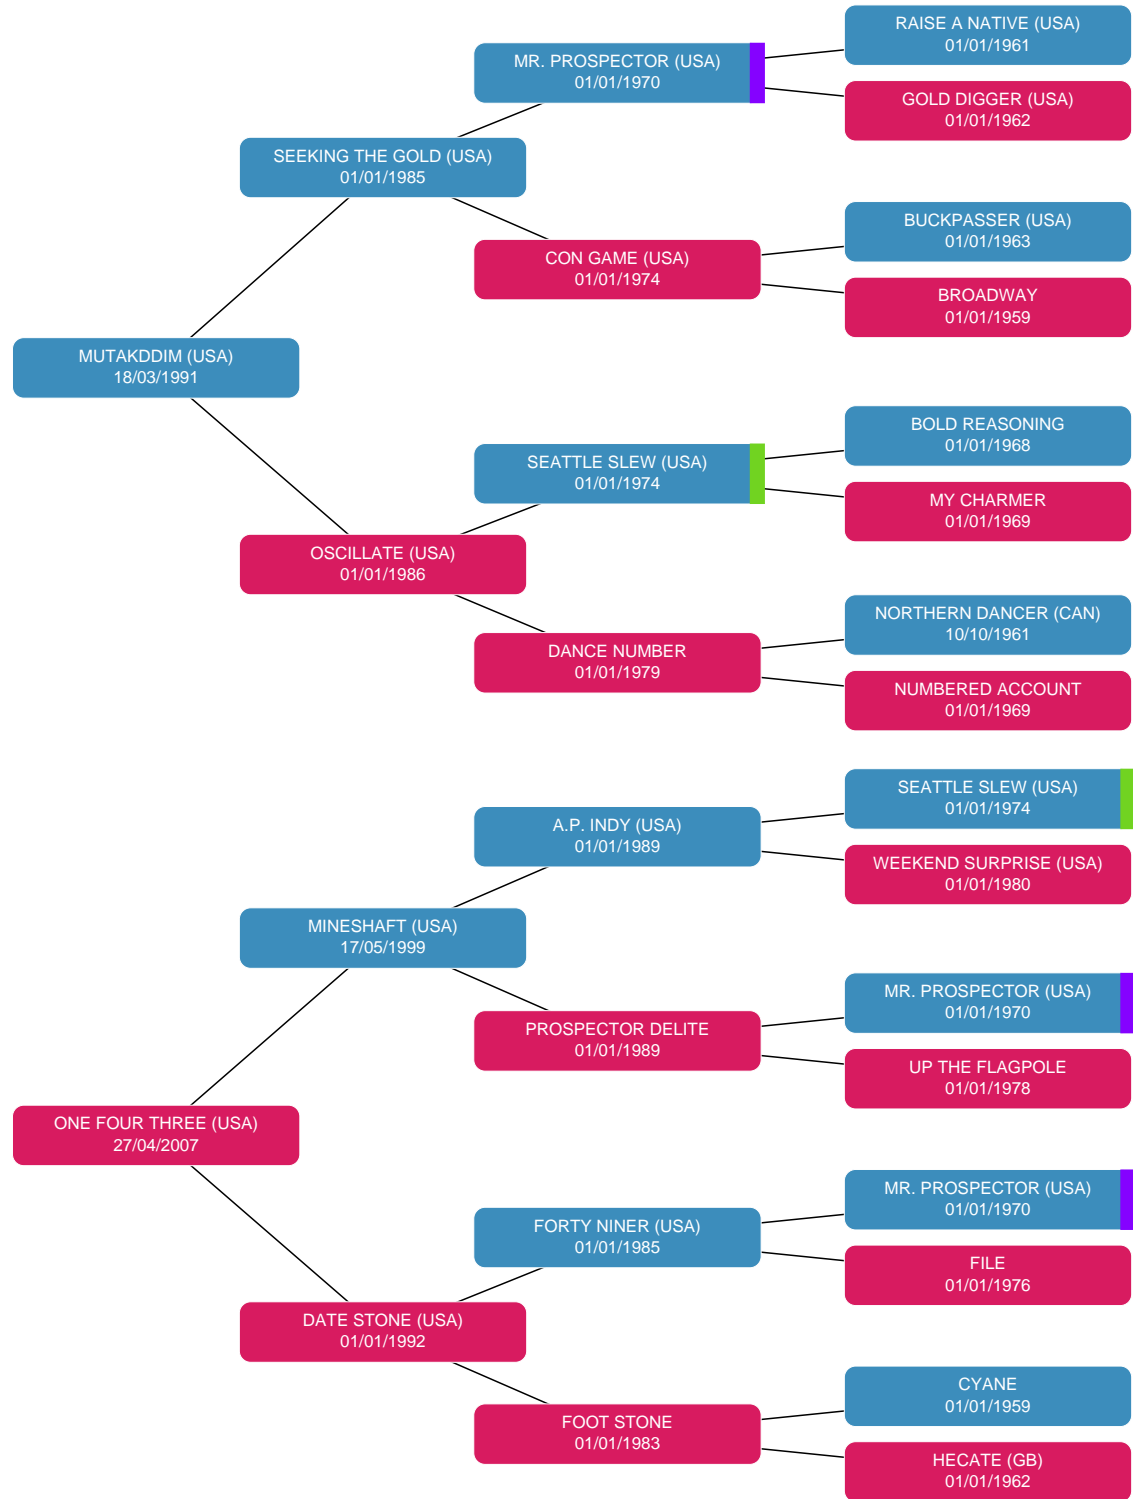 RAISE A NATIVE (USA)
01/01/1961
MR. PROSPECTOR (USA)
01/01/1970
GOLD DIGGER (USA)
01/01/1962
SEEKING THE GOLD (USA)
01/01/1985
BUCKPASSER (USA)
01/01/1963
CON GAME (USA)
01/01/1974
BROADWAY
01/01/1959
MUTAKDDIM (USA)
18/03/1991
BOLD REASONING
01/01/1968
SEATTLE SLEW (USA)
01/01/1974
MY CHARMER
01/01/1969
OSCILLATE (USA)
01/01/1986
NORTHERN DANCER (CAN)
10/10/1961
DANCE NUMBER
01/01/1979
NUMBERED ACCOUNT
01/01/1969
SEATTLE SLEW (USA)
01/01/1974
A.P. INDY (USA)
01/01/1989
WEEKEND SURPRISE (USA)
01/01/1980
MINESHAFT (USA)
17/05/1999
MR. PROSPECTOR (USA)
01/01/1970
PROSPECTOR DELITE
01/01/1989
UP THE FLAGPOLE
01/01/1978
ONE FOUR THREE (USA)
27/04/2007
MR. PROSPECTOR (USA)
01/01/1970
FORTY NINER (USA)
01/01/1985
FILE
01/01/1976
DATE STONE (USA)
01/01/1992
CYANE
01/01/1959
FOOT STONE
01/01/1983
HECATE (GB)
01/01/1962